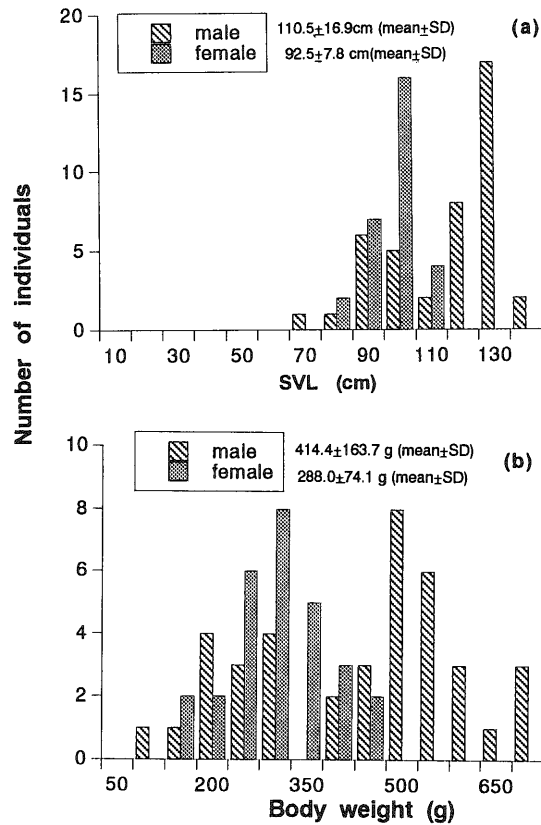 (a)
male 110.5±16.9cm (mean±SD)
female 92.5±7.8 cm(mean±SD)
20
15
10
5
0
10 30 50 70 90 110 130
SVL (cm)
Number of individuals
(b)
male 414.4±163.7 g (mean±SD)
female 288.0±74.1 g (mean±SD)
10
8
6
4
2
0
50 200 350 500 650
Body weight (g)